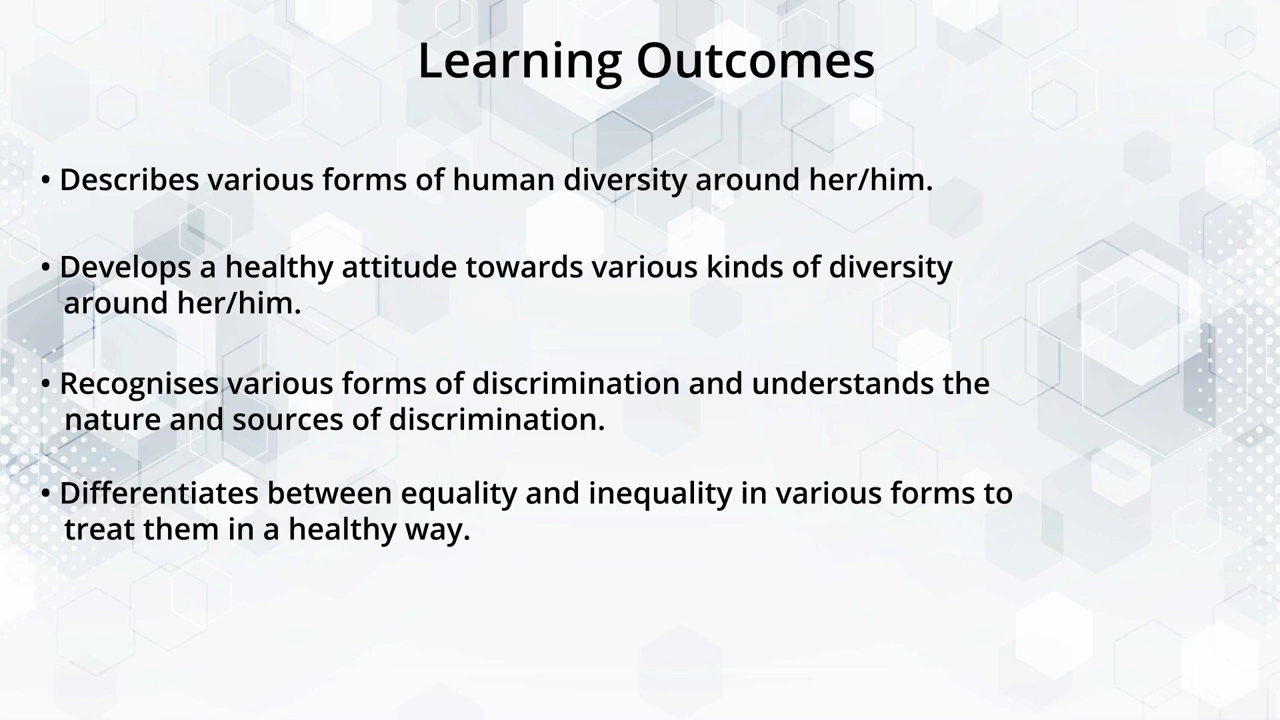 Learning Outcomes
• Describes various forms of human diversity around her/him.
• Develops a healthy attitude towards various kinds of diversity
around her/him.
• Recognises various forms of discrimination and understands the
nature and sources of discrimination.
• Differentiates between equality and inequality in various forms to
treat them in a healthy way.